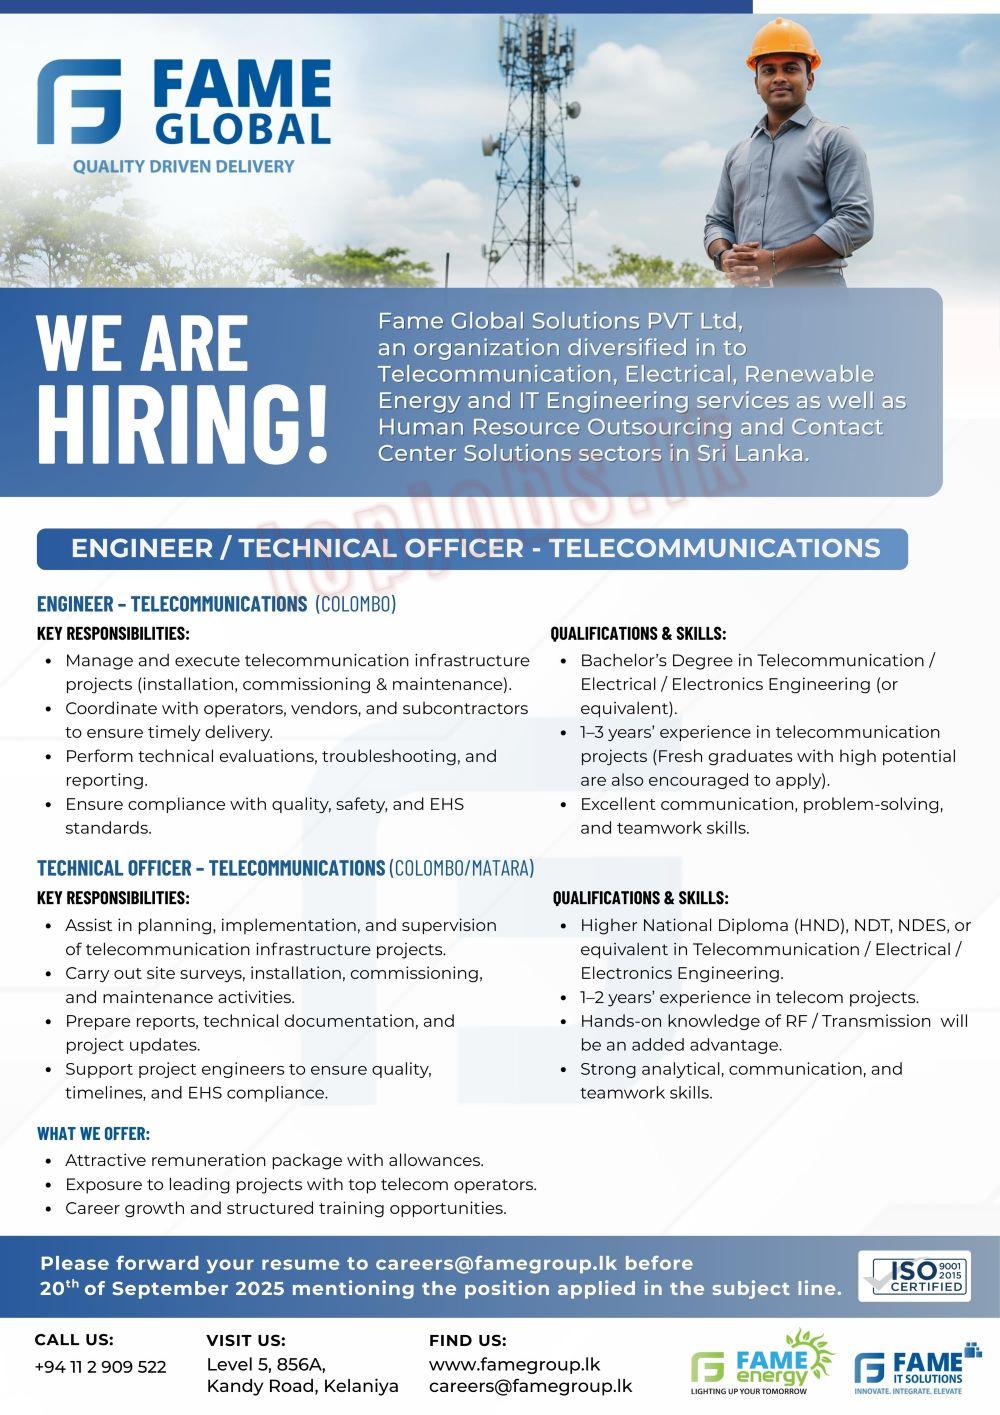 FAME
GLOBAL
QUALITY DRIVEN DELIVERY
WE ARE
HIRING!
Fame Global Solutions PVT Ltd,
an organization diversified in to
Telecommunication, Electrical, Renewable
Energy and IT Engineering services as well as
Human Resource Outsourcing and Contact
Center Solutions sectors in Sri Lanka.
topjobs.lk
ENGINEER / TECHNICAL OFFICER - TELECOMMUNICATIONS
ENGINEER – TELECOMMUNICATIONS (COLOMBO)
KEY RESPONSIBILITIES:
• Manage and execute telecommunication infrastructure
projects (installation, commissioning & maintenance).
• Coordinate with operators, vendors, and subcontractors
to ensure timely delivery.
• Perform technical evaluations, troubleshooting, and
reporting.
• Ensure compliance with quality, safety, and EHS
standards.
QUALIFICATIONS & SKILLS:
• Bachelor’s Degree in Telecommunication /
Electrical / Electronics Engineering (or
equivalent).
• 1–3 years’ experience in telecommunication
projects (Fresh graduates with high potential
are also encouraged to apply).
• Excellent communication, problem-solving,
and teamwork skills.
TECHNICAL OFFICER – TELECOMMUNICATIONS (COLOMBO/MATARA)
KEY RESPONSIBILITIES:
• Assist in planning, implementation, and supervision
of telecommunication infrastructure projects.
• Carry out site surveys, installation, commissioning,
and maintenance activities.
• Prepare reports, technical documentation, and
project updates.
• Support project engineers to ensure quality,
timelines, and EHS compliance.
QUALIFICATIONS & SKILLS:
• Higher National Diploma (HND), NDT, NDES, or
equivalent in Telecommunication / Electrical /
Electronics Engineering.
• 1–2 years’ experience in telecom projects.
• Hands-on knowledge of RF / Transmission will
be an added advantage.
• Strong analytical, communication, and
teamwork skills.
WHAT WE OFFER:
• Attractive remuneration package with allowances.
• Exposure to leading projects with top telecom operators.
• Career growth and structured training opportunities.
Please forward your resume to careers@famegroup.lk before
20th of September 2025 mentioning the position applied in the subject line.
ISO 9001 2015
CERTIFIED
CALL US:
+94 11 2 909 522
VISIT US:
Level 5, 856A,
Kandy Road, Kelaniya
FIND US:
www.famegroup.lk
careers@famegroup.lk
FAME
energy
LIGHTING UP YOUR TOMORROW
FAME
IT SOLUTIONS
INNOVATE. INTEGRATE. ELEVATE